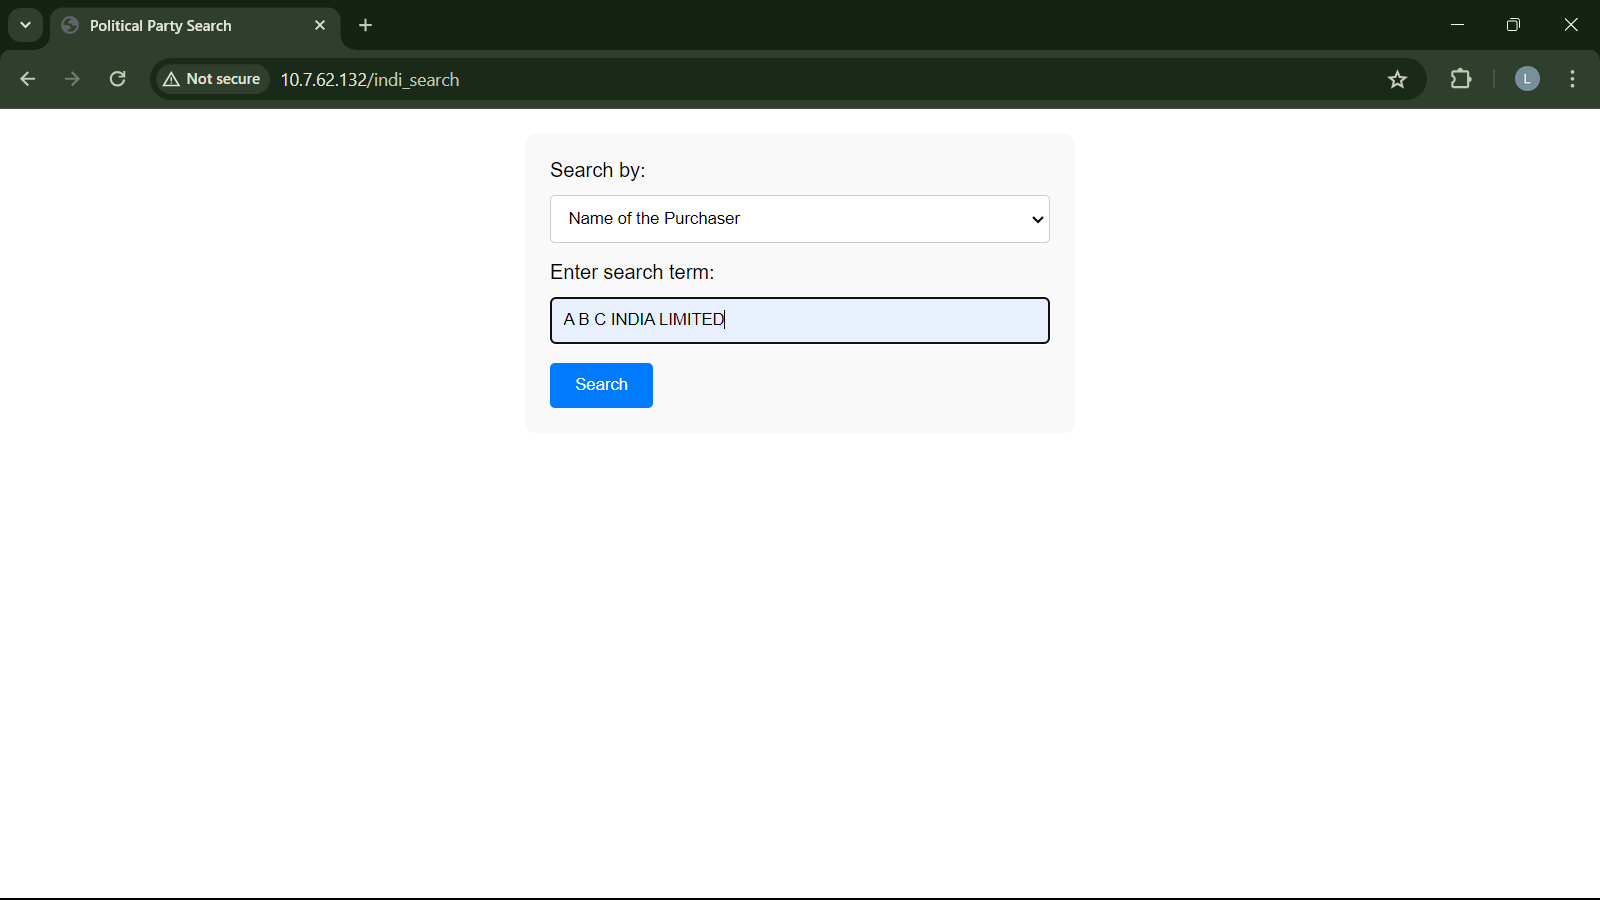 Political Party Search
Not secure
10.7.62.132/indi_search
L
Search by:
Name of the Purchaser
Enter search term:
A B C INDIA LIMITED
Search